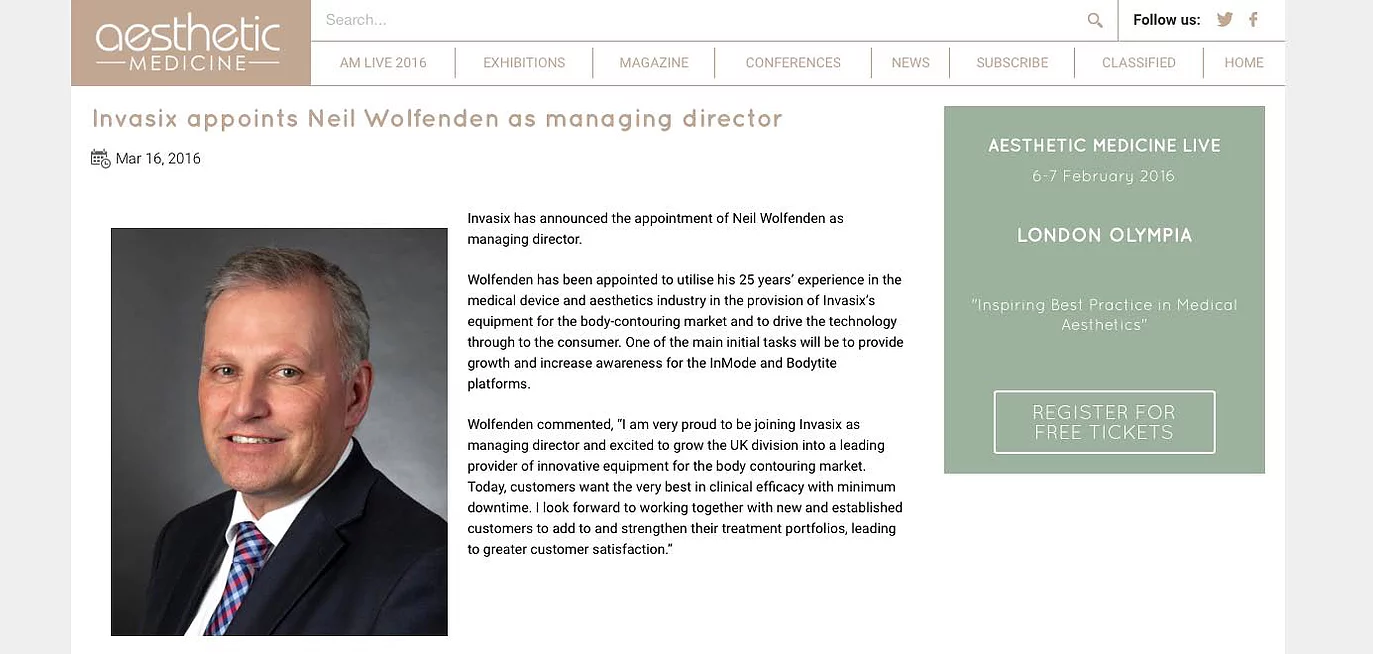 aesthetic
MEDICINE
Search...
Follow us:
AM LIVE 2016
EXHIBITIONS
MAGAZINE
CONFERENCES
NEWS
SUBSCRIBE
CLASSIFIED
HOME
Invasix appoints Neil Wolfenden as managing director
Mar 16, 2016
Invasix has announced the appointment of Neil Wolfenden as
managing director.
Wolfenden has been appointed to utilise his 25 years’ experience in the
medical device and aesthetics industry in the provision of Invasix’s
equipment for the body-contouring market and to drive the technology
through to the consumer. One of the main initial tasks will be to provide
growth and increase awareness for the InMode and Bodytite
platforms.
Wolfenden commented, “I am very proud to be joining Invasix as
managing director and excited to grow the UK division into a leading
provider of innovative equipment for the body contouring market.
Today, customers want the very best in clinical efficacy with minimum
downtime. I look forward to working together with new and established
customers to add to and strengthen their treatment portfolios, leading
to greater customer satisfaction.“
AESTHETIC MEDICINE LIVE
6-7 February 2016
LONDON OLYMPIA
"Inspiring Best Practice in Medical
Aesthetics"
REGISTER FOR
FREE TICKETS